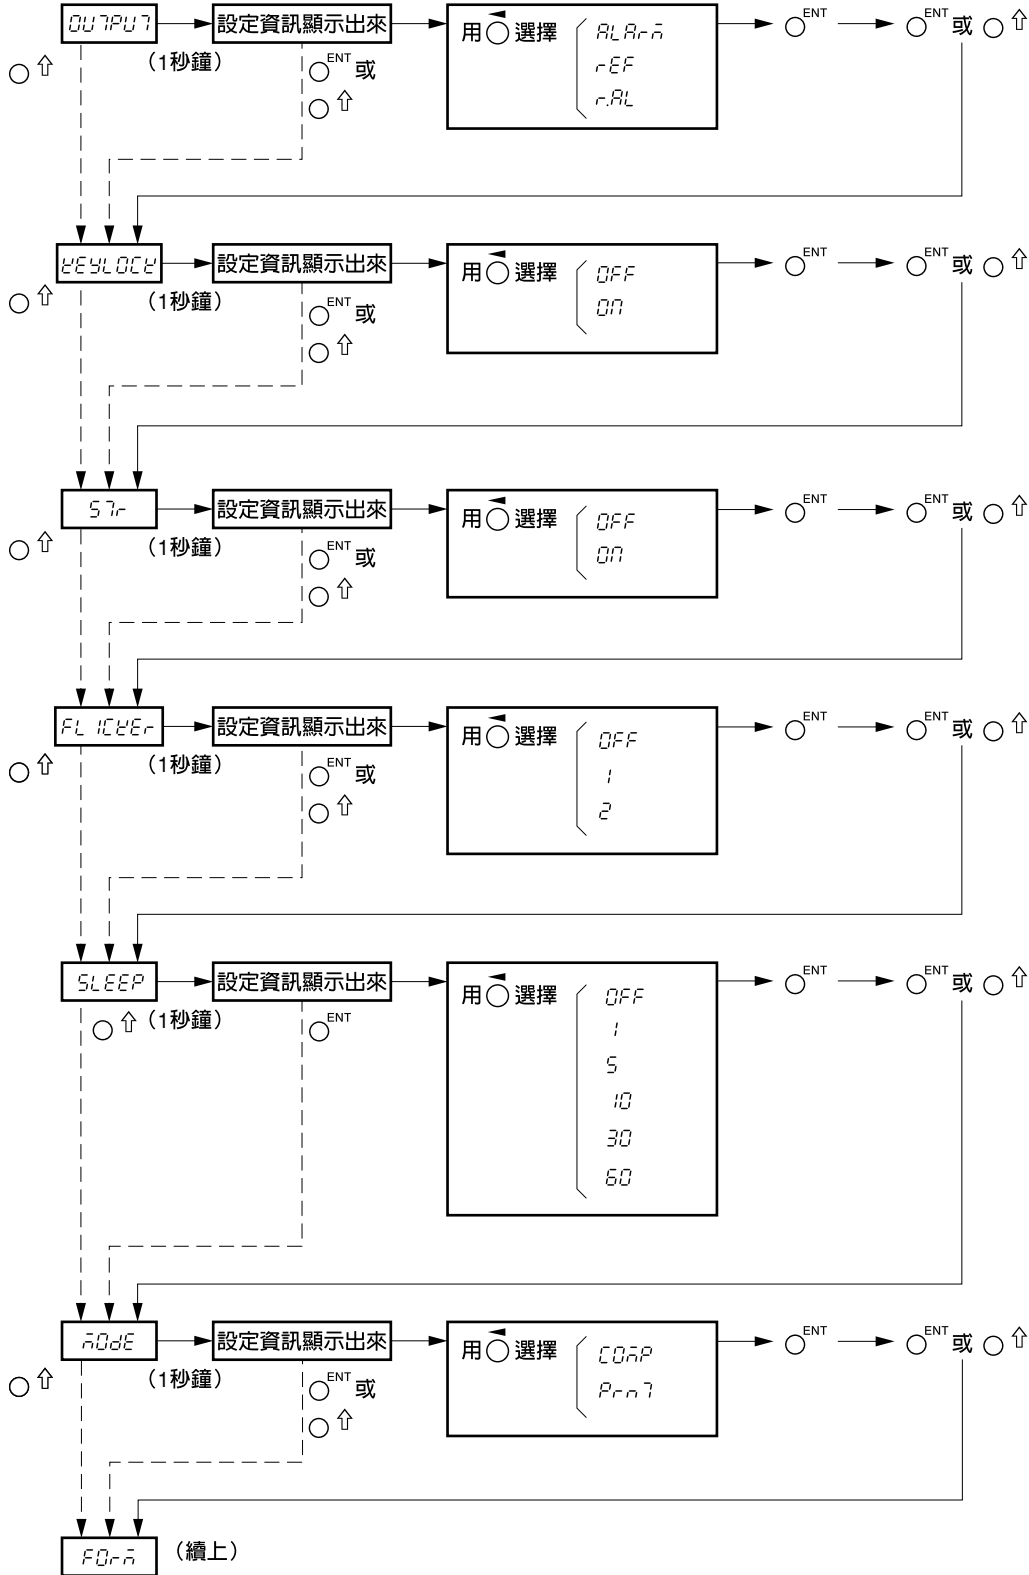 OUTPUT
設定資訊顯示出來
用 選擇
ALArm
rEF
r.AL
ENT
ENT 或
(1秒鐘)
ENT 或
KEYLOCK
設定資訊顯示出來
用 選擇
OFF
ON
ENT
ENT 或
(1秒鐘)
ENT 或
STr
設定資訊顯示出來
用 選擇
OFF
ON
ENT
ENT 或
(1秒鐘)
ENT 或
FLICKEr
設定資訊顯示出來
用 選擇
OFF
1
2
ENT
ENT 或
(1秒鐘)
ENT 或
SLEEP
設定資訊顯示出來
用 選擇
OFF
1
5
10
30
60
ENT
ENT 或
(1秒鐘)
ENT
mOdE
設定資訊顯示出來
用 選擇
COmP
PrnT
ENT
ENT 或
(1秒鐘)
ENT 或
FOrm
(續上)